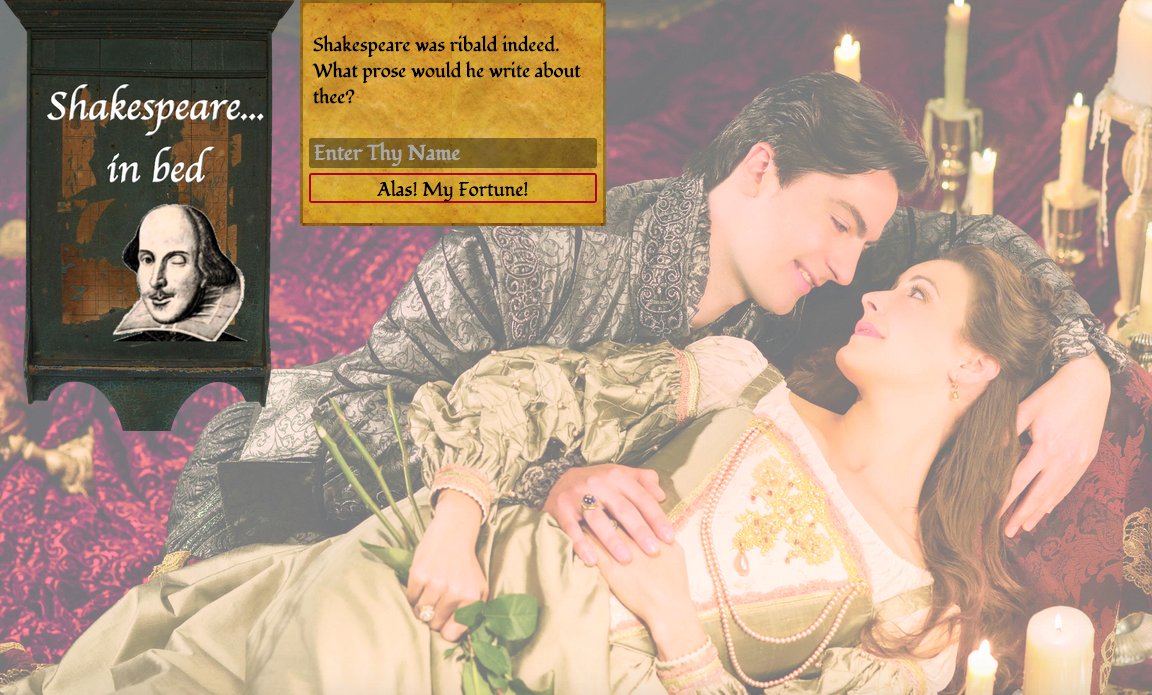 Shakespeare...
in bed
Shakespeare was ribald indeed.
What prose would he write about
thee?
Enter Thy Name
Alas! My Fortune!